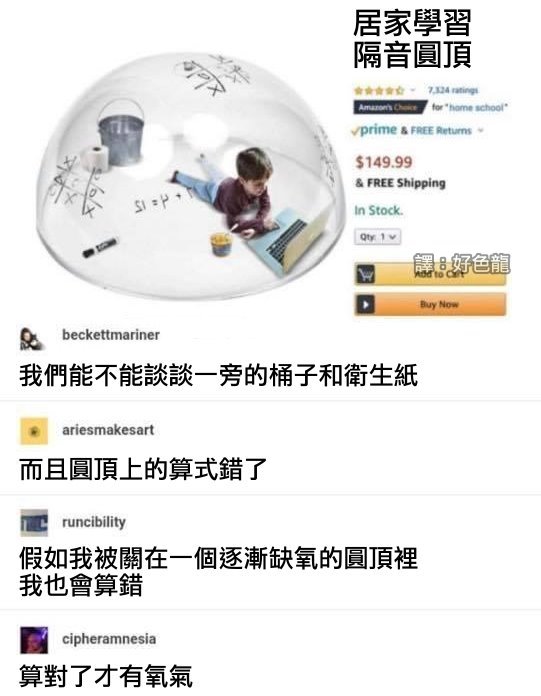 居家學習
隔音圓頂
7,324 ratings
Amazon's Choice for "home school"
prime & FREE Returns
$149.99
& FREE Shipping
In Stock.
Qty: 1
譯：好色龍
Add to Cart
Buy Now
beckettmariner
我們能不能談談一旁的桶子和衛生紙
ariesmakesart
而且圓頂上的算式錯了
runcibility
假如我被關在一個逐漸缺氧的圓頂裡
我也會算錯
cipheramnesia
算對了才有氧氣